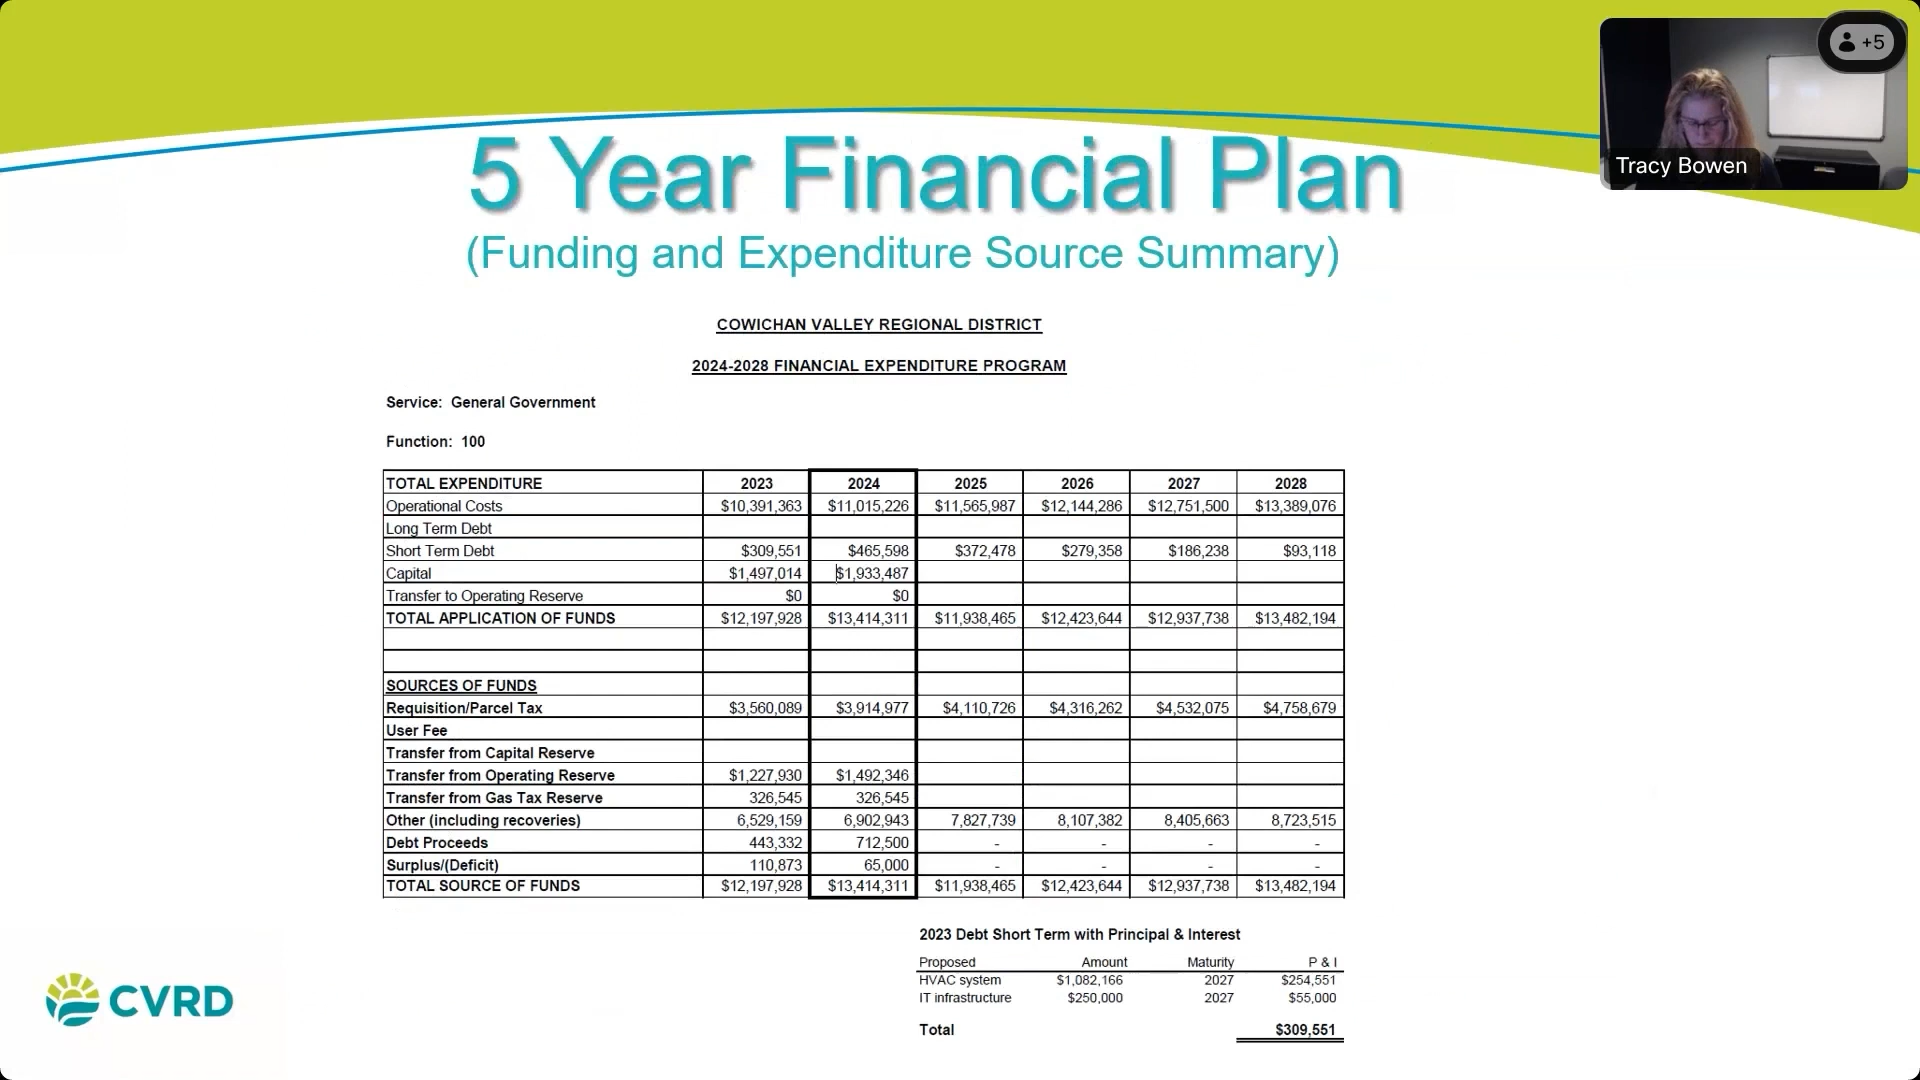 +5
Tracy Bowen
5 Year Financial Plan
(Funding and Expenditure Source Summary)
COWICHAN VALLEY REGIONAL DISTRICT
2024-2028 FINANCIAL EXPENDITURE PROGRAM
Service: General Government
Function: 100
TOTAL EXPENDITURE 2023 2024 2025 2026 2027 2028
Operational Costs $10,391,363 $11,015,226 $11,565,987 $12,144,286 $12,751,500 $13,389,076
Long Term Debt
Short Term Debt $309,551 $465,598 $372,478 $279,358 $186,238 $93,118
Capital $1,497,014 $1,933,487
Transfer to Operating Reserve $0 $0
TOTAL APPLICATION OF FUNDS $12,197,928 $13,414,311 $11,938,465 $12,423,644 $12,937,738 $13,482,194
SOURCES OF FUNDS
Requisition/Parcel Tax $3,560,089 $3,914,977 $4,110,726 $4,316,262 $4,532,075 $4,758,679
User Fee
Transfer from Capital Reserve
Transfer from Operating Reserve $1,227,930 $1,492,346
Transfer from Gas Tax Reserve 326,545 326,545
Other (including recoveries) 6,529,159 6,902,943 7,827,739 8,107,382 8,405,663 8,723,515
Debt Proceeds 443,332 712,500 - - - -
Surplus/(Deficit) 110,873 65,000 - - - -
TOTAL SOURCE OF FUNDS $12,197,928 $13,414,311 $11,938,465 $12,423,644 $12,937,738 $13,482,194
2023 Debt Short Term with Principal & Interest
Proposed Amount Maturity P & I
HVAC system $1,082,166 2027 $254,551
IT infrastructure $250,000 2027 $55,000
Total $309,551
CVRD